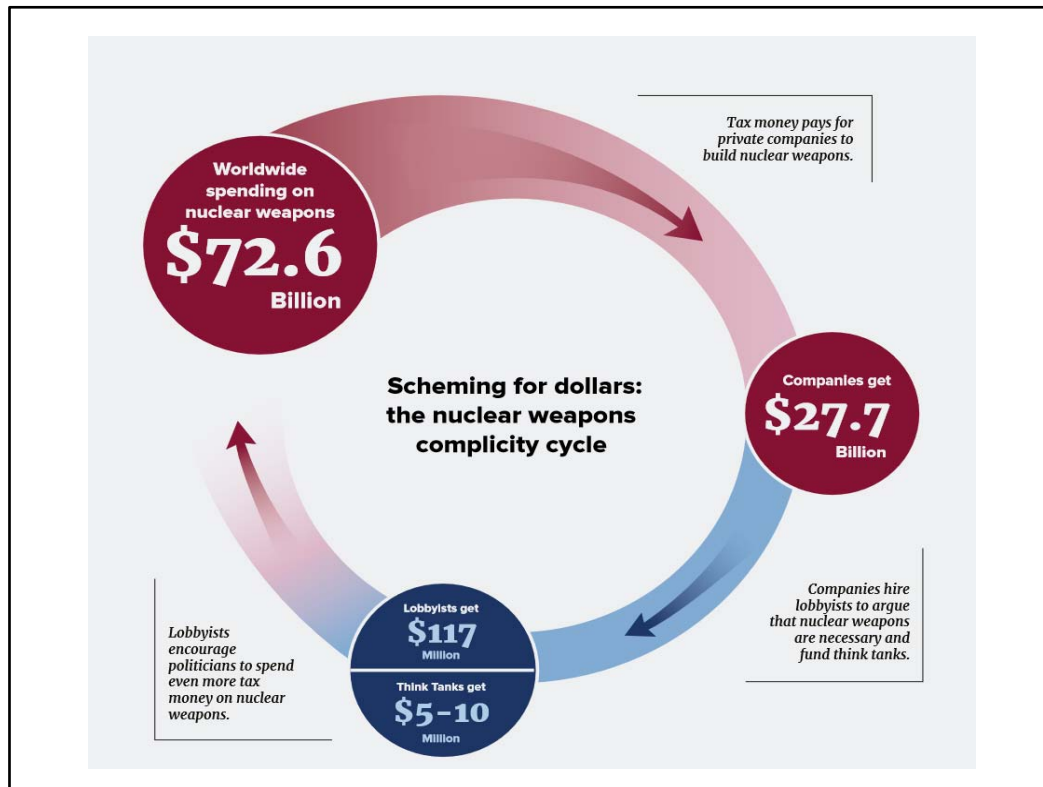 Tax money pays for
private companies to
build nuclear weapons.
Worldwide
spending on
nuclear weapons
$72.6
Billion
Scheming for dollars:
the nuclear weapons
complicity cycle
Companies get
$27.7
Billion
Companies hire
lobbyists to argue
that nuclear weapons
are necessary and
fund think tanks.
Lobbyists get
$117
Million
Think Tanks get
$5-10
Million
Lobbyists
encourage
politicians to spend
even more tax
money on nuclear
weapons.